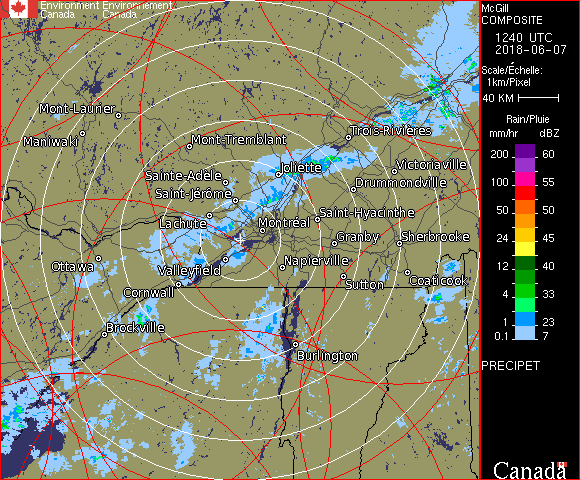 Environment Environnement
Canada Canada
McGill
COMPOSITE
1240 UTC
2018-06-07
Scale/Échelle:
1km/Pixel
40 KM
Rain/Pluie
mm/hr dBZ
200 60
100 55
50 50
24 45
12 40
4 33
1 23
0.1 7
PRECIPET
Canada
Mont-Laurier
Maniwaki
Mont-Tremblant
Trois-Rivières
Sainte-Adèle
Joliette
Victoriaville
Saint-Jérôme
Drummondville
Lachute
Montréal
Saint-Hyacinthe
Granby
Sherbrooke
Ottawa
Valleyfield
Napierville
Cornwall
Sutton
Coaticook
Brockville
Burlington